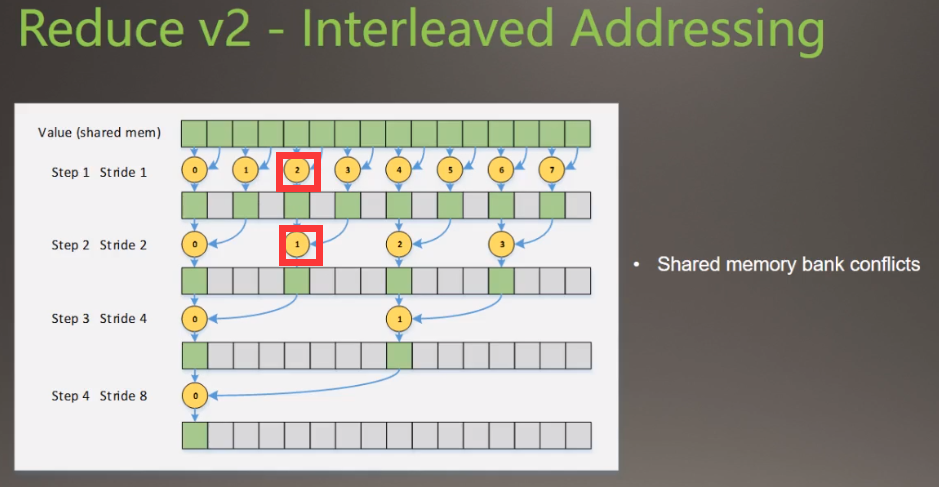 Reduce v2 - Interleaved Addressing
Value (shared mem)
Step 1 Stride 1
0 1 2 3 4 5 6 7
Step 2 Stride 2
0 1 2 3
• Shared memory bank conflicts
Step 3 Stride 4
0 1
Step 4 Stride 8
0